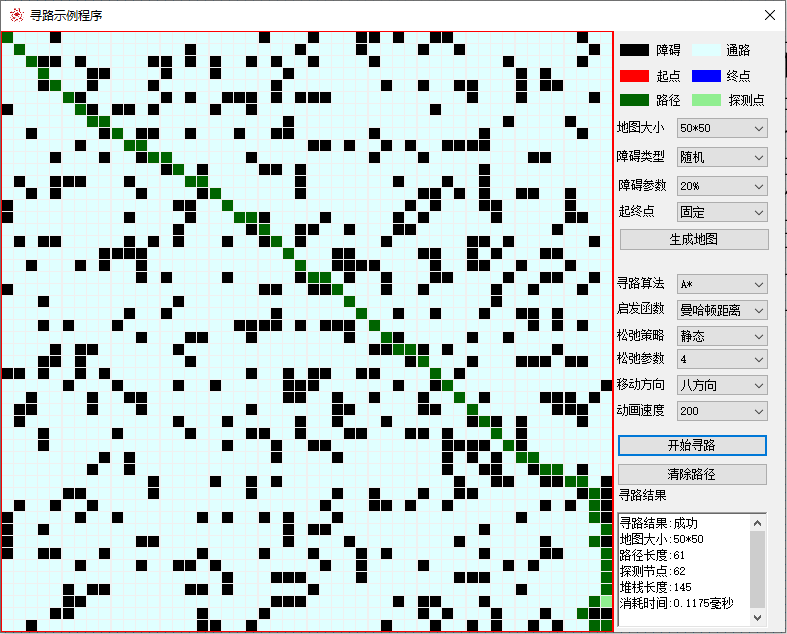 寻路示例程序
障碍 通路
起点 终点
路径 探测点
地图大小 50*50
障碍类型 随机
障碍参数 20%
起终点 固定
生成地图
寻路算法 A*
启发函数 曼哈顿距离
松弛策略 静态
松弛参数 4
移动方向 八方向
动画速度 200
开始寻路
清除路径
寻路结果
寻路结果:成功
地图大小:50*50
路径长度:61
探测节点:62
堆栈长度:145
消耗时间:0.1175毫秒